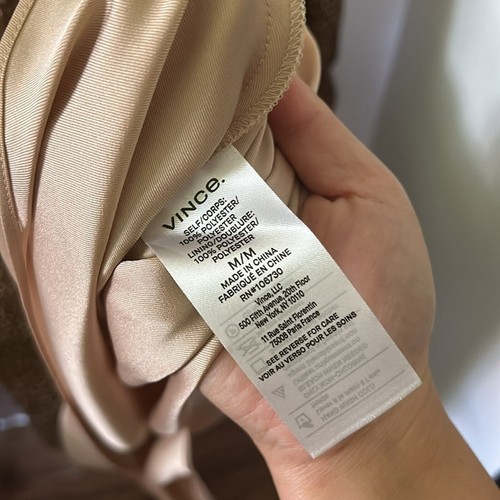 VINCE.
SELF/CORPS:
100% POLYESTER/
POLYESTER
LINING/DOUBLURE:
100% POLYESTER/
POLYESTER
M/M
MADE IN CHINA
FABRIQUÉ EN CHINE
RN#106730
Vince, LLC
500 Fifth Avenue, 20th Floor
New York, NY 10110
11 Rue Saint Florentin
75008 Paris France
SEE REVERSE FOR CARE
VOIR AU VERSO POUR LES SOINS